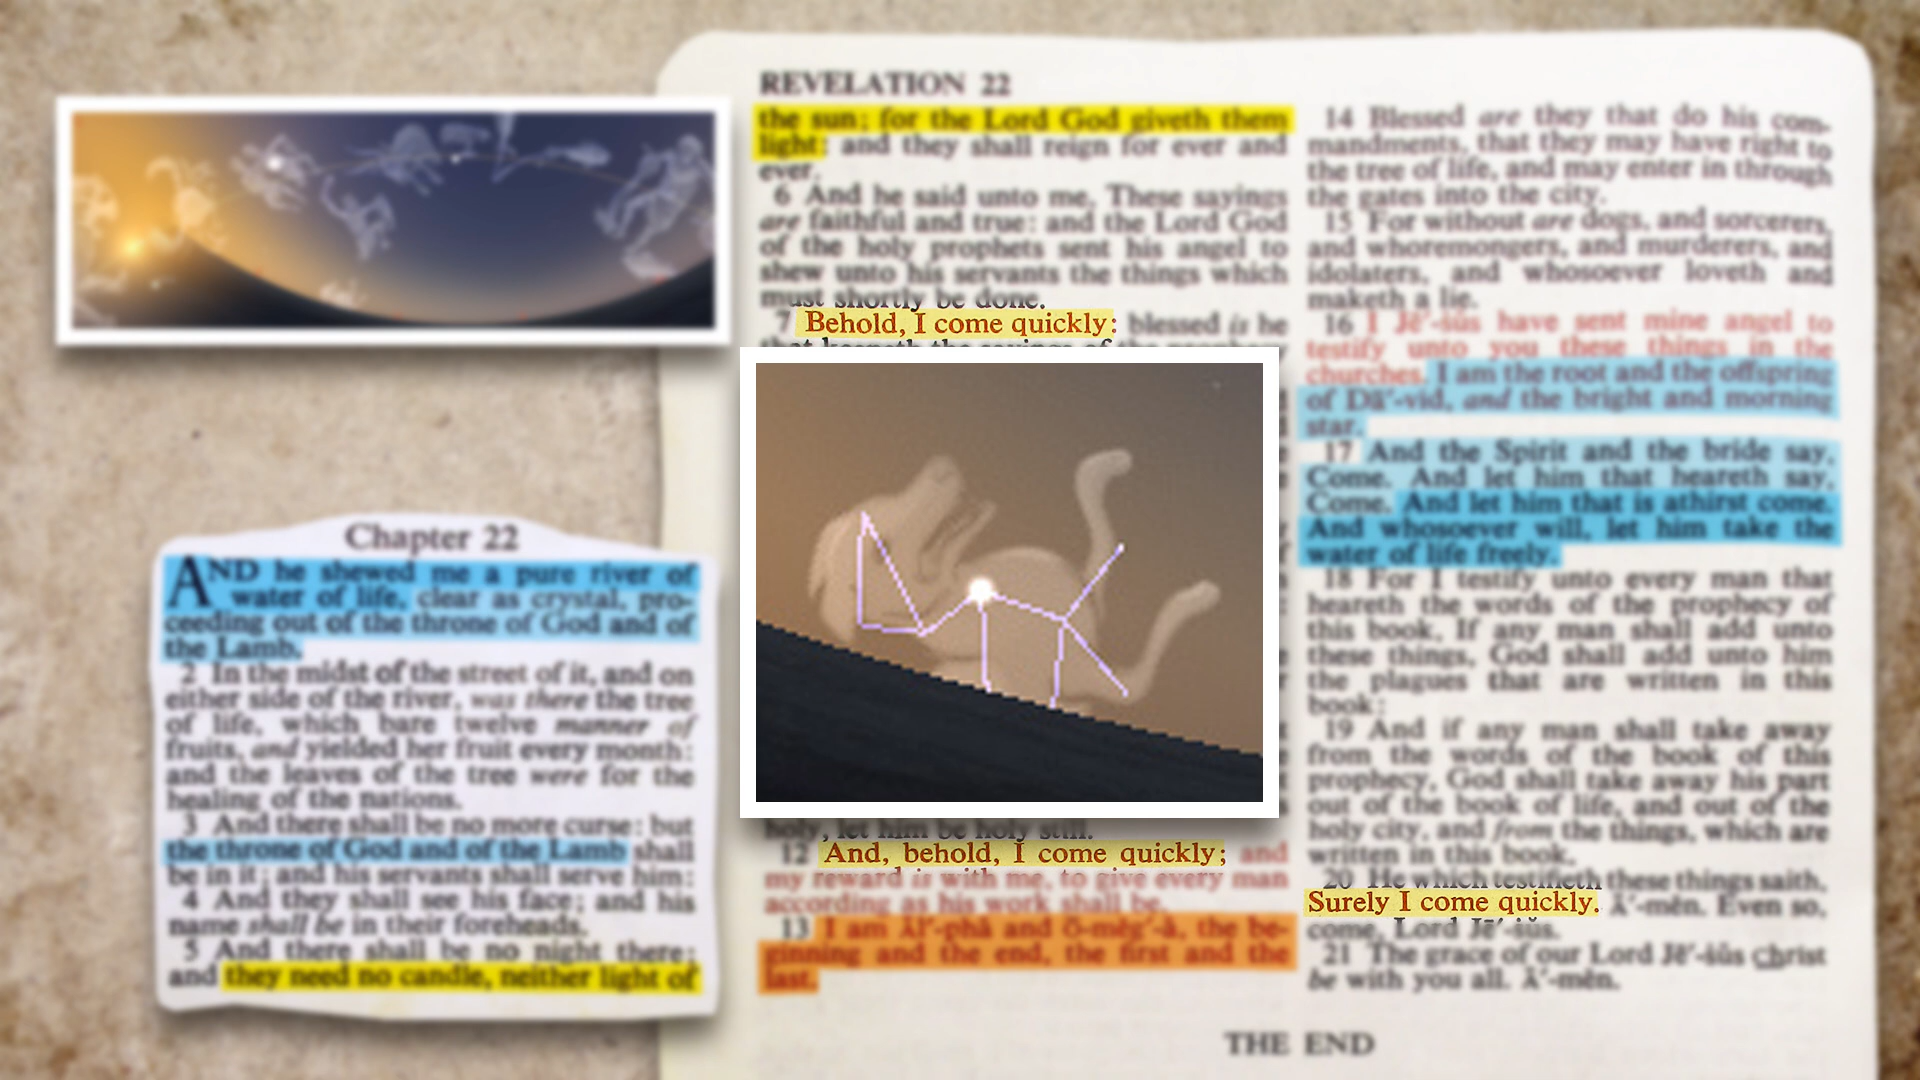 Chapter 22
AND he shewed me a pure river of
water of life, clear as crystal, pro-
ceeding out of the throne of God and of
the Lamb.
2 In the midst of the street of it, and on
either side of the river, was there the tree
of life, which bare twelve manner of
fruits, and yielded her fruit every month:
and the leaves of the tree were for the
healing of the nations.
3 And there shall be no more curse: but
the throne of God and of the Lamb shall
be in it; and his servants shall serve him:
4 And they shall see his face; and his
name shall be in their foreheads.
5 And there shall be no night there;
and they need no candle, neither light of
REVELATION 22
the sun; for the Lord God giveth them
light: and they shall reign for ever and
ever.
6 And he said unto me, These sayings
are faithful and true: and the Lord God
of the holy prophets sent his angel to
shew unto his servants the things which
must shortly be done.
7 Behold, I come quickly: blessed is he
that keepeth the sayings of
holy, let him be holy still.
12 And, behold, I come quickly; and
my reward is with me, to give every man
according as his work shall be.
13 I am Ăl'-phȧ and Ō-mĕg'-ȧ, the be-
ginning and the end, the first and the
last.
14 Blessed are they that do his com-
mandments, that they may have right to
the tree of life, and may enter in through
the gates into the city.
15 For without are dogs, and sorcerers,
and whoremongers, and murderers, and
idolaters, and whosoever loveth and
maketh a lie.
16 I Jē'-ṡŭs have sent mine angel to
testify unto you these things in the
churches. I am the root and the offspring
of Dā'-vid, and the bright and morning
star.
17 And the Spirit and the bride say,
Come. And let him that heareth say,
Come. And let him that is athirst come.
And whosoever will, let him take the
water of life freely.
18 For I testify unto every man that
heareth the words of the prophecy of
this book, If any man shall add unto
these things, God shall add unto him
the plagues that are written in this
book:
19 And if any man shall take away
from the words of the book of this
prophecy, God shall take away his part
out of the book of life, and out of the
holy city, and from the things, which are
written in this book.
20 He which testifieth these things saith,
Surely I come quickly. Ā'-mĕn. Even so,
come, Lord Jē'-ṡŭs.
21 The grace of our Lord Jē'-ṡŭs christ
be with you all. Ā'-mĕn.
THE END